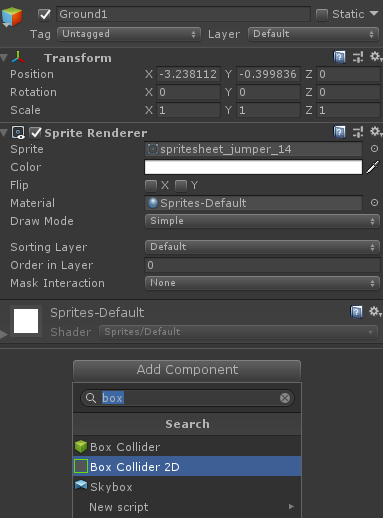 Ground1 Static
Tag Untagged Layer Default
Transform
Position X -3.238112 Y -0.399836 Z 0
Rotation X 0 Y 0 Z 0
Scale X 1 Y 1 Z 1
Sprite Renderer
Sprite spritesheet_jumper_14
Color
Flip X Y
Material Sprites-Default
Draw Mode Simple
Sorting Layer Default
Order in Layer 0
Mask Interaction None
Sprites-Default
Shader Sprites/Default
Add Component
box
Search
Box Collider
Box Collider 2D
Skybox
New script